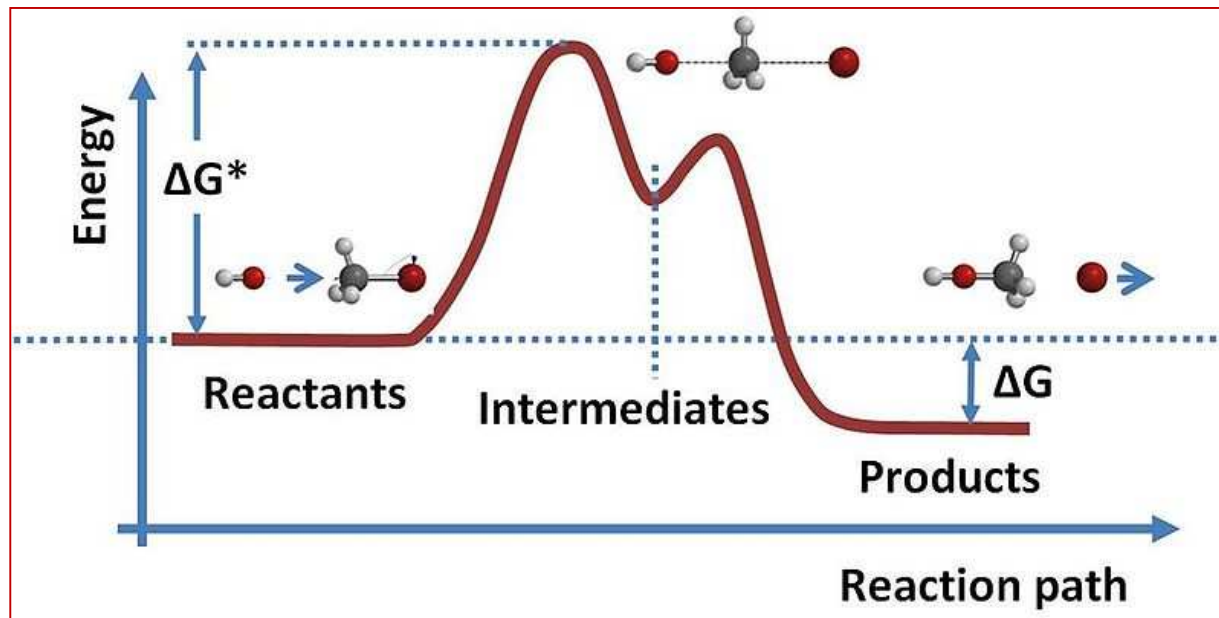 Energy
ΔG*
Reactants
Intermediates
ΔG
Products
Reaction path